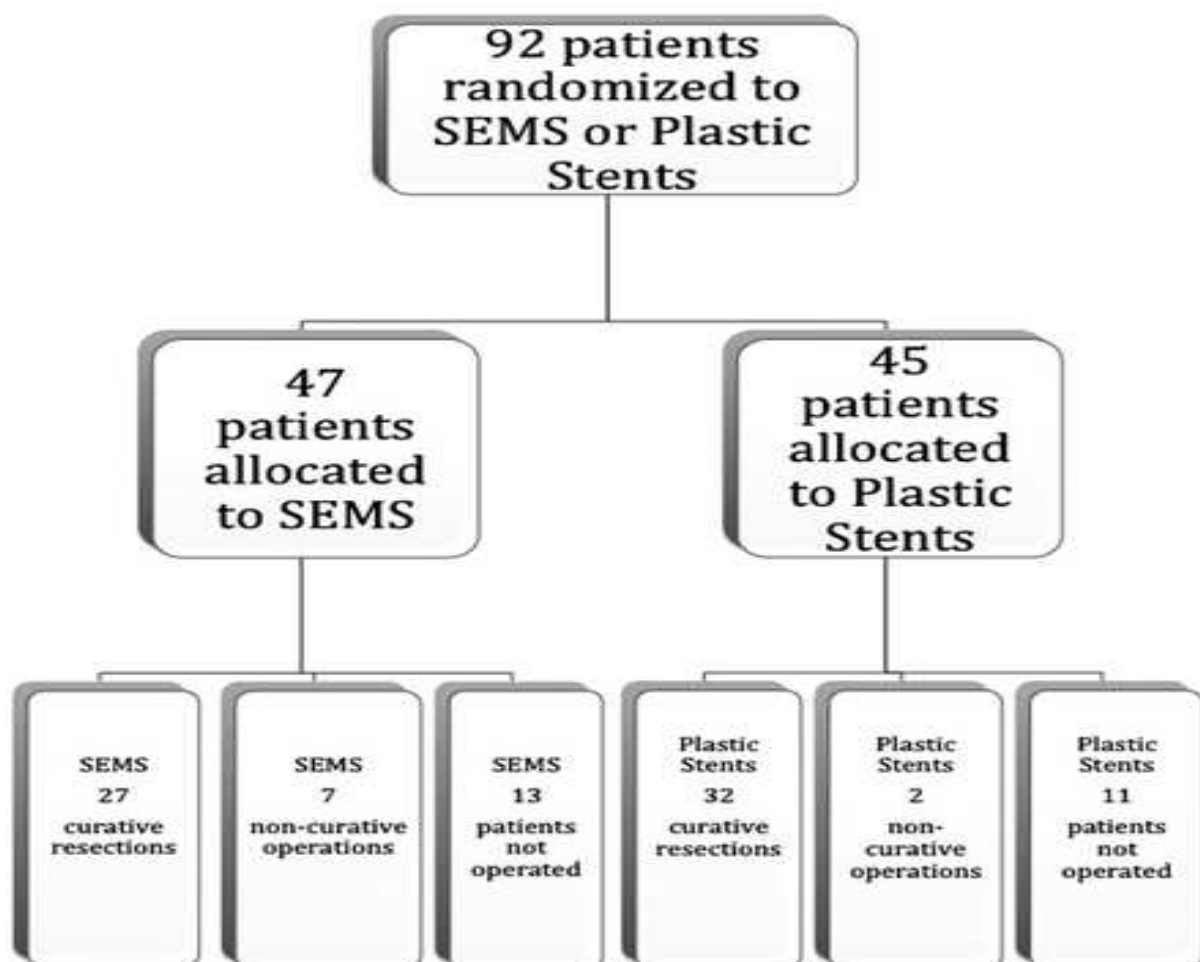 92 patients
randomized to
SEMS or Plastic
Stents
47
patients
allocated
to SEMS
45
patients
allocated
to Plastic
Stents
SEMS
27
curative
resections
SEMS
7
non-curative
operations
SEMS
13
patients
not
operated
Plastic
Stents
32
curative
resections
Plastic
Stents
2
non-
curative
operations
Plastic
Stents
11
patients
not
operated